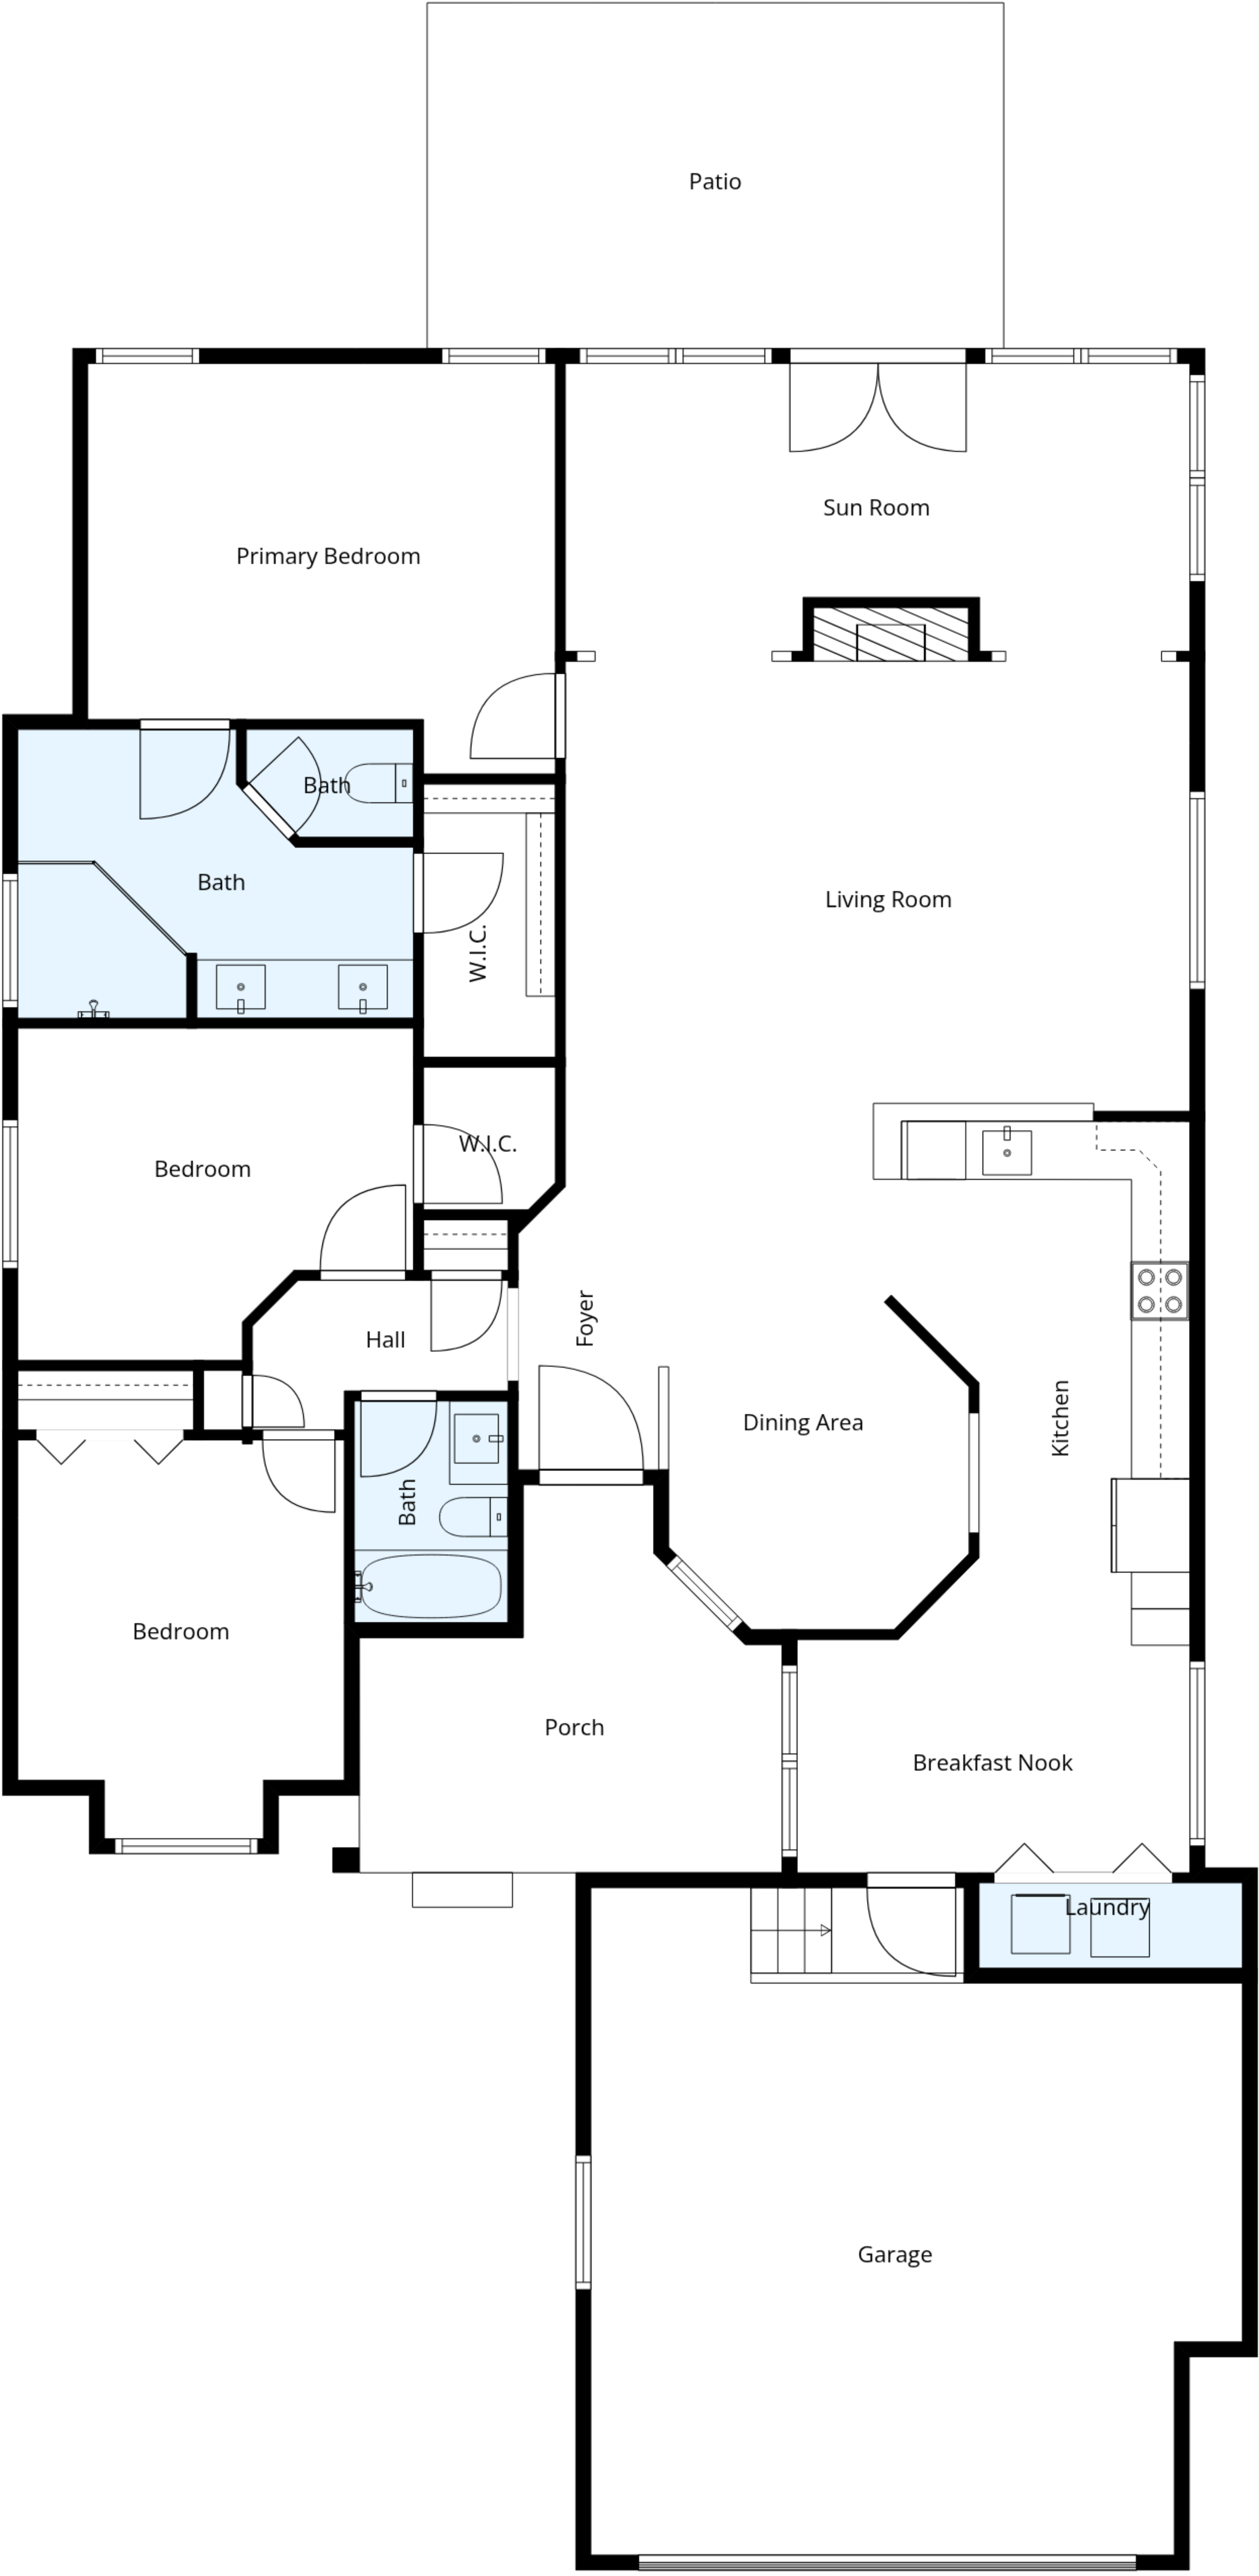 Patio
Sun Room
Primary Bedroom
Bath
Bath
Living Room
W.I.C.
W.I.C.
Bedroom
Foyer
Hall
Dining Area
Kitchen
Bath
Bedroom
Porch
Breakfast Nook
Laundry
Garage